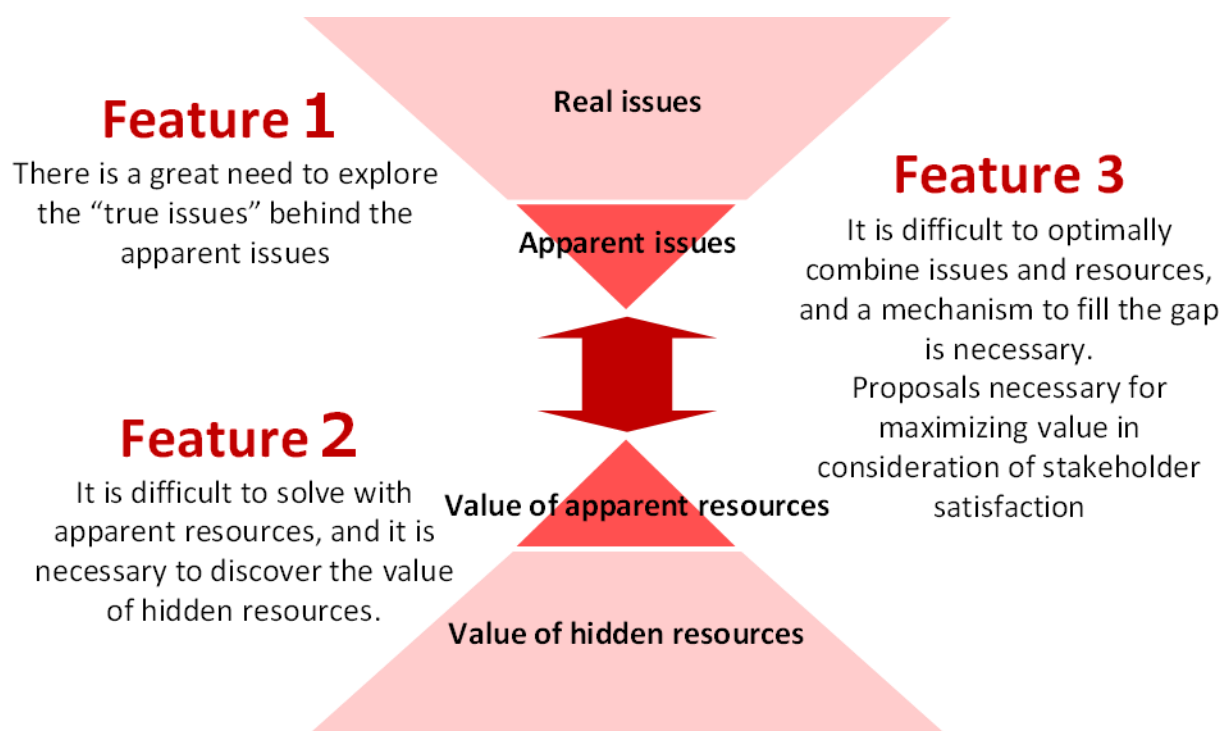 Real issues
Feature 1
There is a great need to explore
the “true issues” behind the
apparent issues
Apparent issues
Feature 3
It is difficult to optimally
combine issues and resources,
and a mechanism to fill the gap
is necessary.
Proposals necessary for
maximizing value in
consideration of stakeholder
satisfaction
Feature 2
It is difficult to solve with
apparent resources, and it is
necessary to discover the value
of hidden resources.
Value of apparent resources
Value of hidden resources